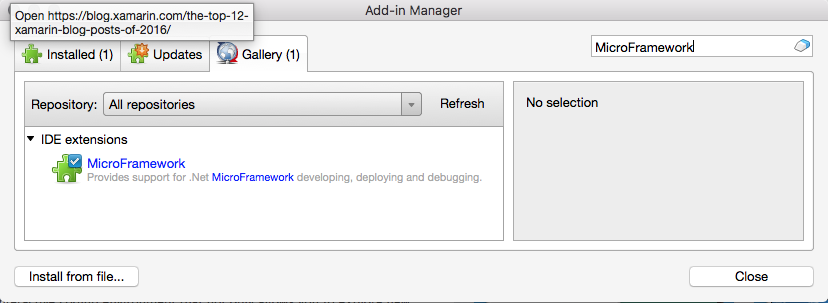 Add-in Manager
Open https://blog.xamarin.com/the-top-12-
xamarin-blog-posts-of-2016/
Installed (1)
Updates
Gallery (1)
MicroFramework
Repository:
All repositories
Refresh
No selection
IDE extensions
MicroFramework
Provides support for .Net MicroFramework developing, deploying and debugging.
Install from file...
Close